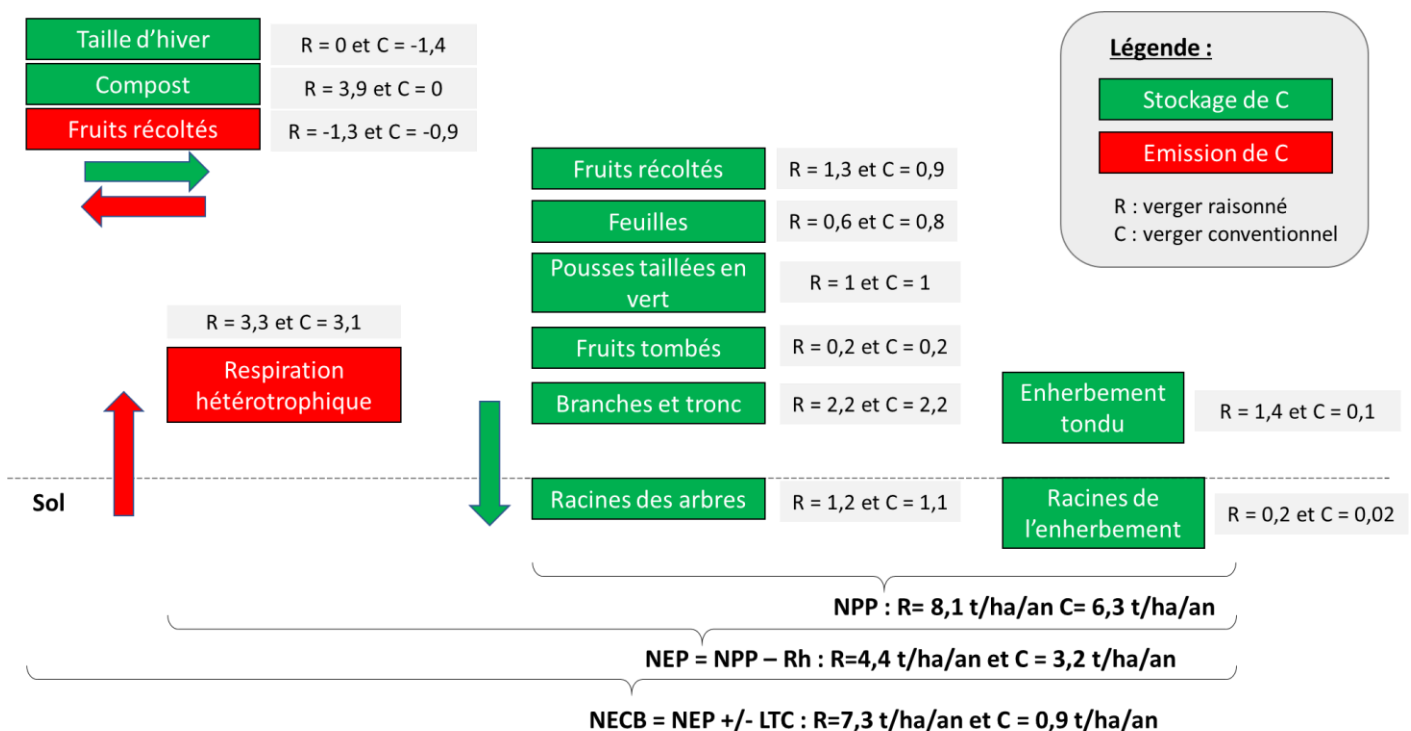 Taille d'hiver
R = 0 et C = -1,4
Compost
R = 3,9 et C = 0
Fruits récoltés
R = -1,3 et C = -0,9
Légende :
Stockage de C
Emission de C
R : verger raisonné
C : verger conventionnel
Fruits récoltés
R = 1,3 et C = 0,9
Feuilles
R = 0,6 et C = 0,8
Pousses taillées en
vert
R = 1 et C = 1
Fruits tombés
R = 0,2 et C = 0,2
Branches et tronc
R = 2,2 et C = 2,2
R = 3,3 et C = 3,1
Respiration
hétérotrophique
Enherbement
tondu
R = 1,4 et C = 0,1
Sol
Racines des arbres
R = 1,2 et C = 1,1
Racines de
l'enherbement
R = 0,2 et C = 0,02
NPP : R= 8,1 t/ha/an C= 6,3 t/ha/an
NEP = NPP – Rh : R=4,4 t/ha/an et C = 3,2 t/ha/an
NECB = NEP +/- LTC : R=7,3 t/ha/an et C = 0,9 t/ha/an